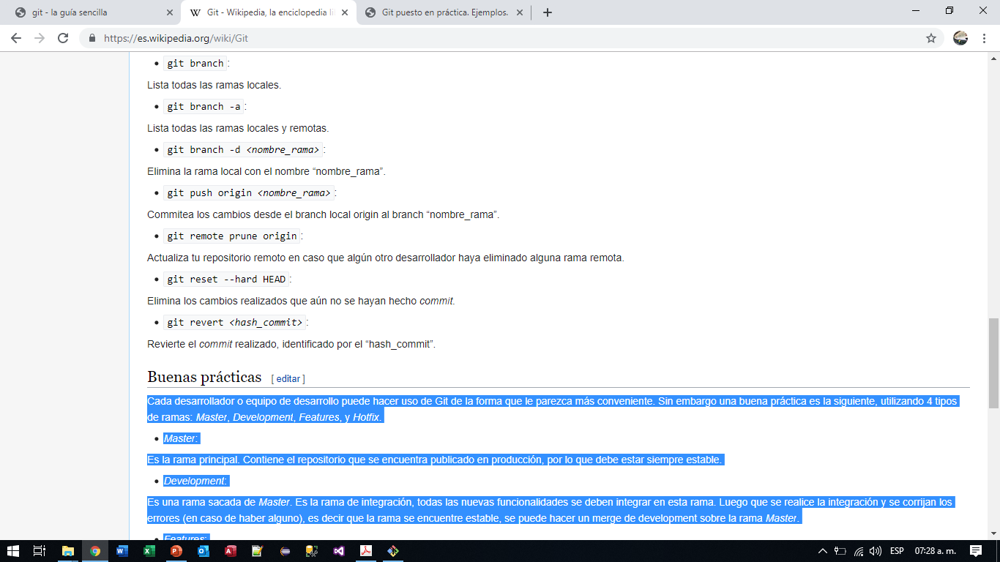 git - la guía sencilla
Git - Wikipedia, la enciclopedia li
Git puesto en práctica. Ejemplos.
https://es.wikipedia.org/wiki/Git
git branch:
Lista todas las ramas locales.
git branch -a:
Lista todas las ramas locales y remotas.
git branch -d <nombre_rama>:
Elimina la rama local con el nombre “nombre_rama”.
git push origin <nombre_rama>:
Commitea los cambios desde el branch local origin al branch “nombre_rama”.
git remote prune origin:
Actualiza tu repositorio remoto en caso que algún otro desarrollador haya eliminado alguna rama remota.
git reset --hard HEAD:
Elimina los cambios realizados que aún no se hayan hecho commit.
git revert <hash_commit>:
Revierte el commit realizado, identificado por el “hash_commit”.
Buenas prácticas [ editar ]
Cada desarrollador o equipo de desarrollo puede hacer uso de Git de la forma que le parezca más conveniente. Sin embargo una buena práctica es la siguiente, utilizando 4 tipos
de ramas: Master, Development, Features, y Hotfix.
Master:
Es la rama principal. Contiene el repositorio que se encuentra publicado en producción, por lo que debe estar siempre estable.
Development:
Es una rama sacada de Master. Es la rama de integración, todas las nuevas funcionalidades se deben integrar en esta rama. Luego que se realice la integración y se corrijan los
errores (en caso de haber alguno), es decir que la rama se encuentre estable, se puede hacer un merge de development sobre la rama Master.
Features:
ESP
07:28 a. m.